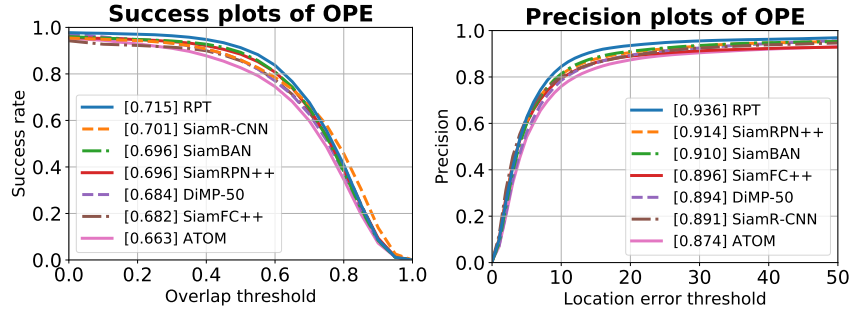 Success plots of OPE
1.0
0.8
0.6
0.4
0.2
0.0
Success rate
[0.715] RPT
[0.701] SiamR-CNN
[0.696] SiamBAN
[0.696] SiamRPN++
[0.684] DiMP-50
[0.682] SiamFC++
[0.663] ATOM
0.0 0.2 0.4 0.6 0.8 1.0
Overlap threshold
Precision plots of OPE
1.0
0.8
0.6
0.4
0.2
0.0
Precision
[0.936] RPT
[0.914] SiamRPN++
[0.910] SiamBAN
[0.896] SiamFC++
[0.894] DiMP-50
[0.891] SiamR-CNN
[0.874] ATOM
0 10 20 30 40 50
Location error threshold